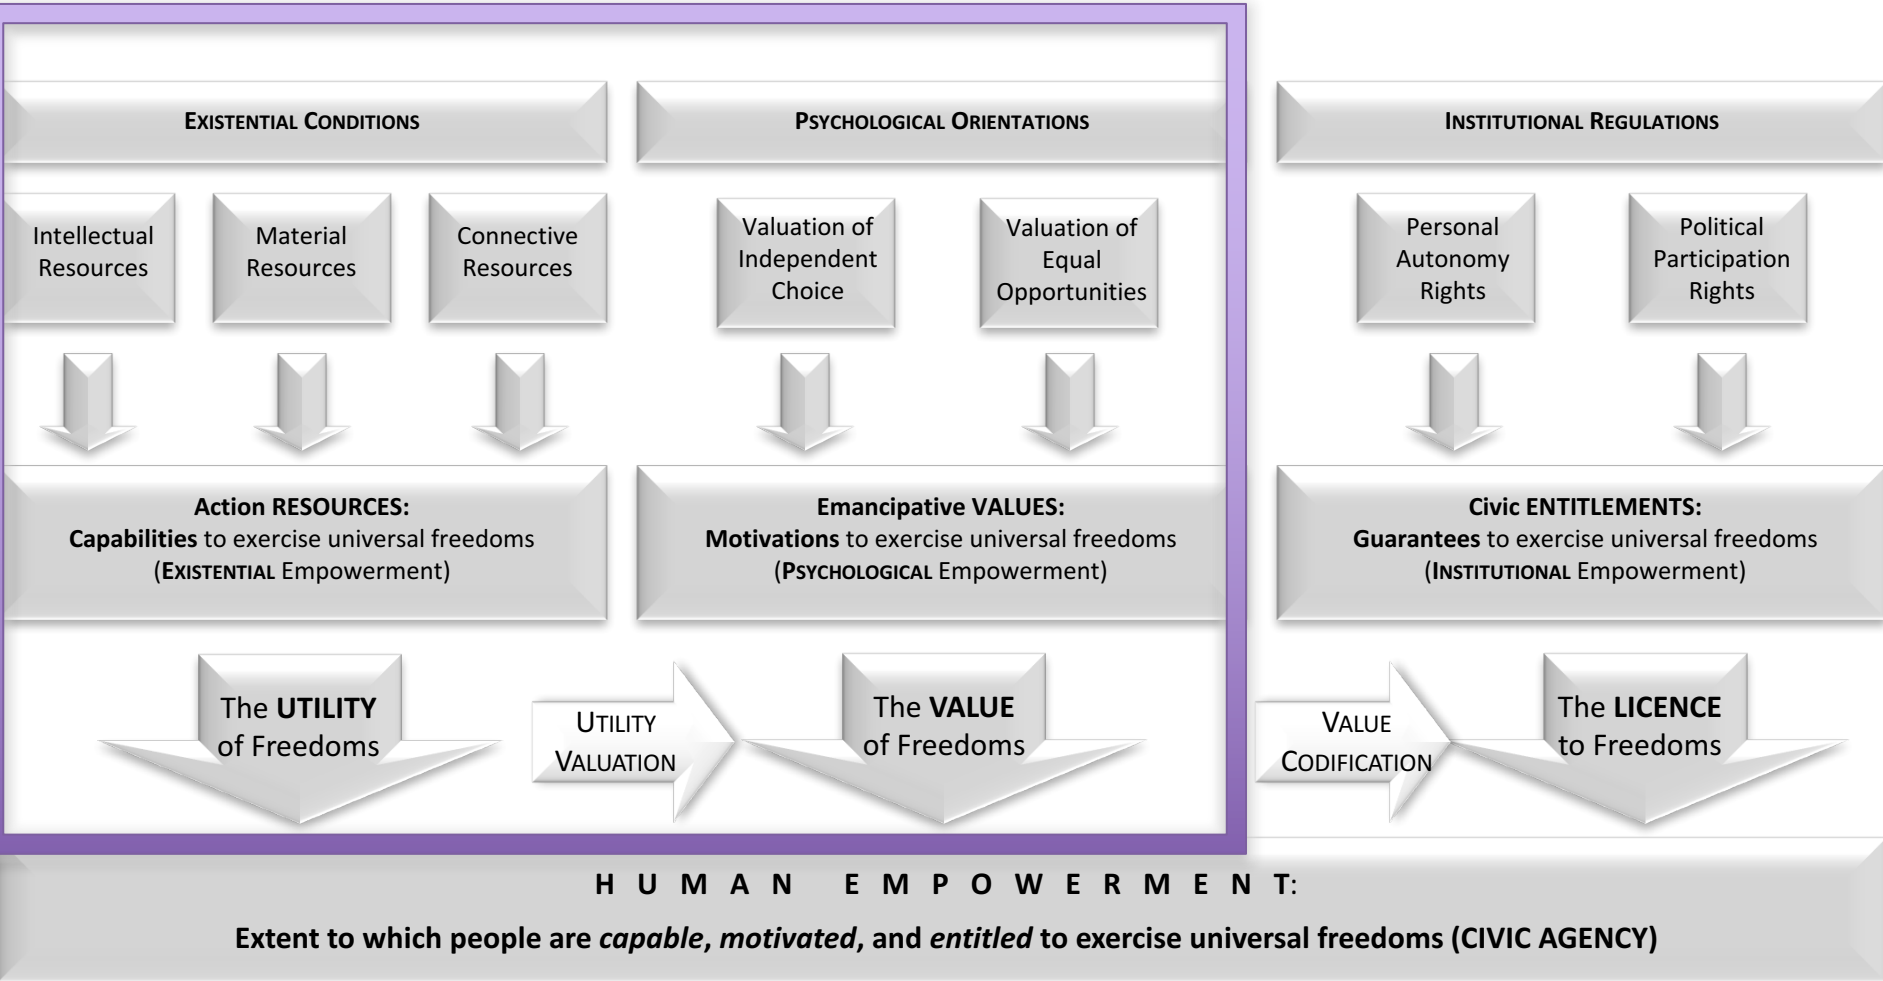 EXISTENTIAL CONDITIONS
PSYCHOLOGICAL ORIENTATIONS
INSTITUTIONAL REGULATIONS
Intellectual
Resources
Material
Resources
Connective
Resources
Valuation of
Independent
Choice
Valuation of
Equal
Opportunities
Personal
Autonomy
Rights
Political
Participation
Rights
Action RESOURCES:
Capabilities to exercise universal freedoms
(EXISTENTIAL Empowerment)
Emancipative VALUES:
Motivations to exercise universal freedoms
(PSYCHOLOGICAL Empowerment)
Civic ENTITLEMENTS:
Guarantees to exercise universal freedoms
(INSTITUTIONAL Empowerment)
The UTILITY
of Freedoms
UTILITY
VALUATION
The VALUE
of Freedoms
VALUE
CODIFICATION
The LICENCE
to Freedoms
HUMAN EMPOWERMENT:
Extent to which people are capable, motivated, and entitled to exercise universal freedoms (CIVIC AGENCY)